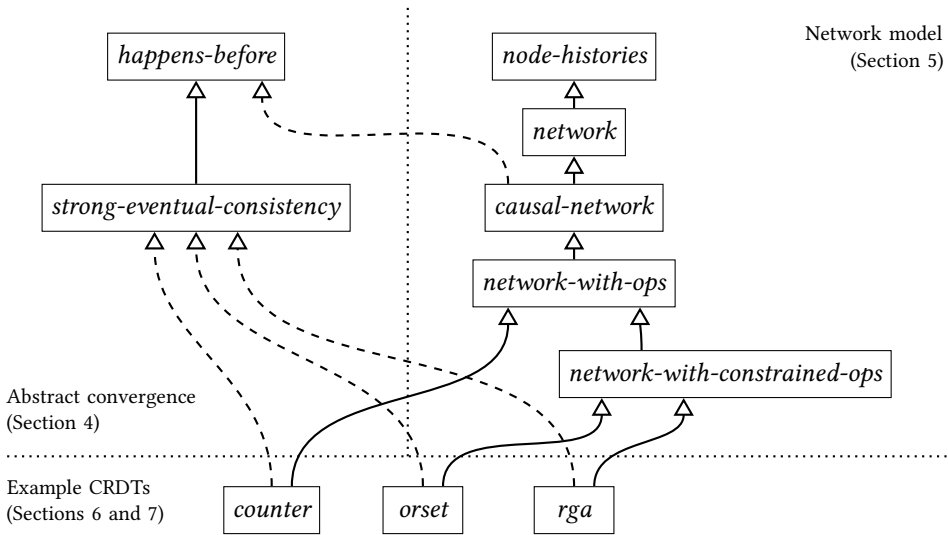 happens-before
node-histories
Network model
(Section 5)
network
strong-eventual-consistency
causal-network
network-with-ops
network-with-constrained-ops
Abstract convergence
(Section 4)
Example CRDTs
(Sections 6 and 7)
counter
orset
rga